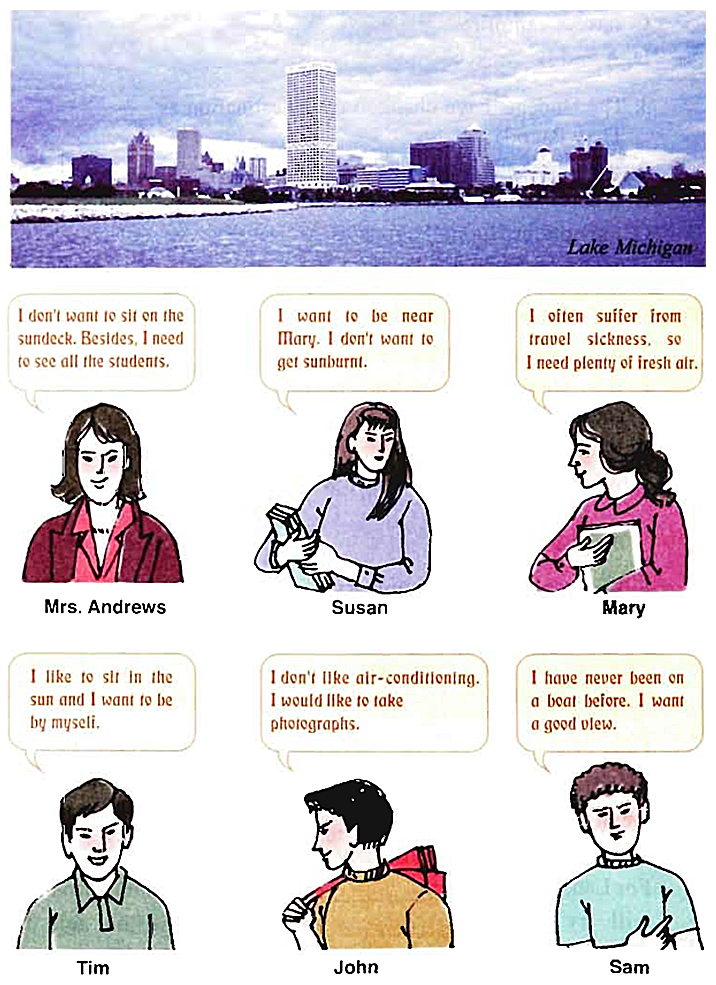 Lake Michigan
I don't want to sit on the
sundeck. Besides, I need
to see all the students.
I want to be near
Mary. I don't want to
get sunburnt.
I often suffer from
travel sickness, so
I need plenty of fresh air.
Mrs. Andrews
Susan
Mary
I like to sit in the
sun and I want to be
by myself.
I don't like air-conditioning.
I would like to take
photographs.
I have never been on
a boat before. I want
a good view.
Tim
John
Sam